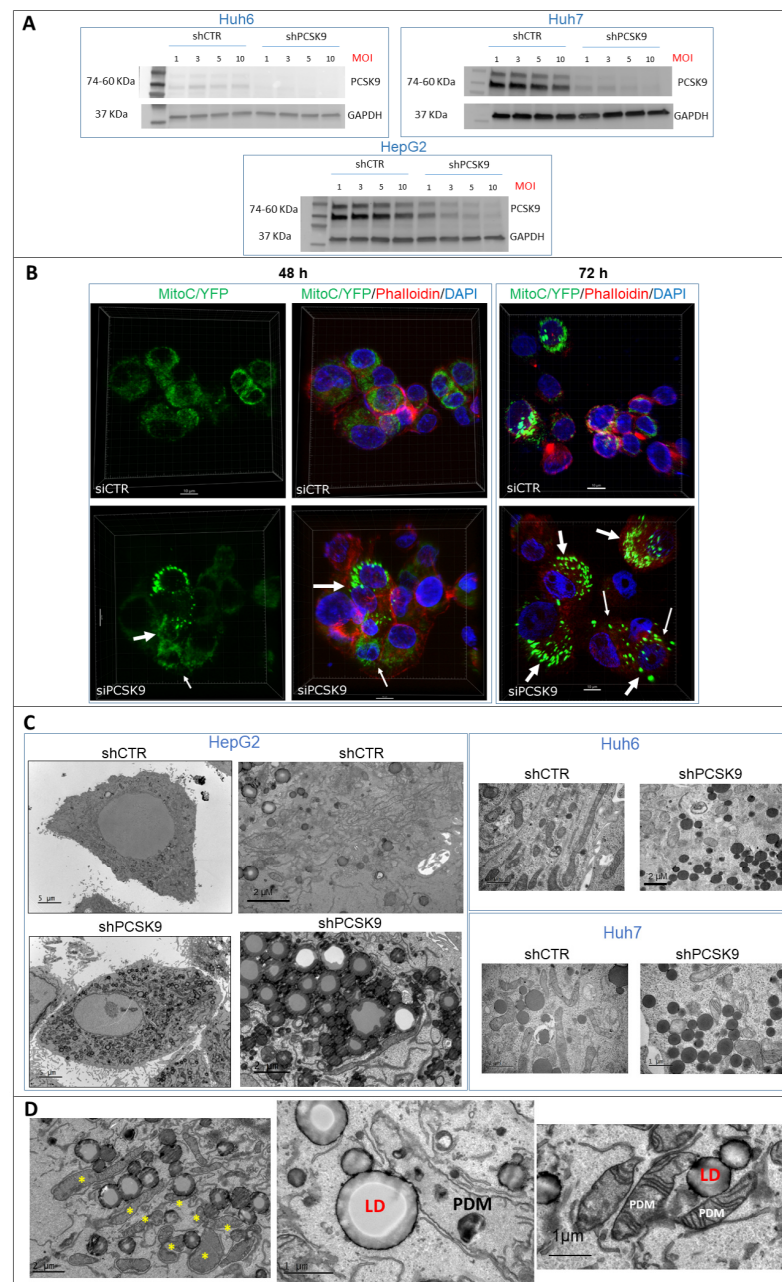 A
Huh6
shCTR shPCSK9
1 3 5 10 1 3 5 10 MOI
74-60 KDa PCSK9
37 KDa GAPDH
Huh7
shCTR shPCSK9
1 3 5 10 1 3 5 10 MOI
74-60 KDa PCSK9
37 KDa GAPDH
HepG2
shCTR shPCSK9
1 3 5 10 1 3 5 10 MOI
74-60 KDa PCSK9
37 KDa GAPDH
B
48 h 72 h
MitoC/YFP MitoC/YFP/Phalloidin/DAPI MitoC/YFP/Phalloidin/DAPI
siCTR siCTR siCTR
siPCSK9 siPCSK9 siPCSK9
C
HepG2
shCTR shCTR
5 µm 2 µM
shPCSK9 shPCSK9
Huh6
shCTR shPCSK9
2 µM
Huh7
shCTR shPCSK9
1 µm
D
* * * * * * * *
2 µm
LD PDM
1 µm
LD
PDM PDM
1µm